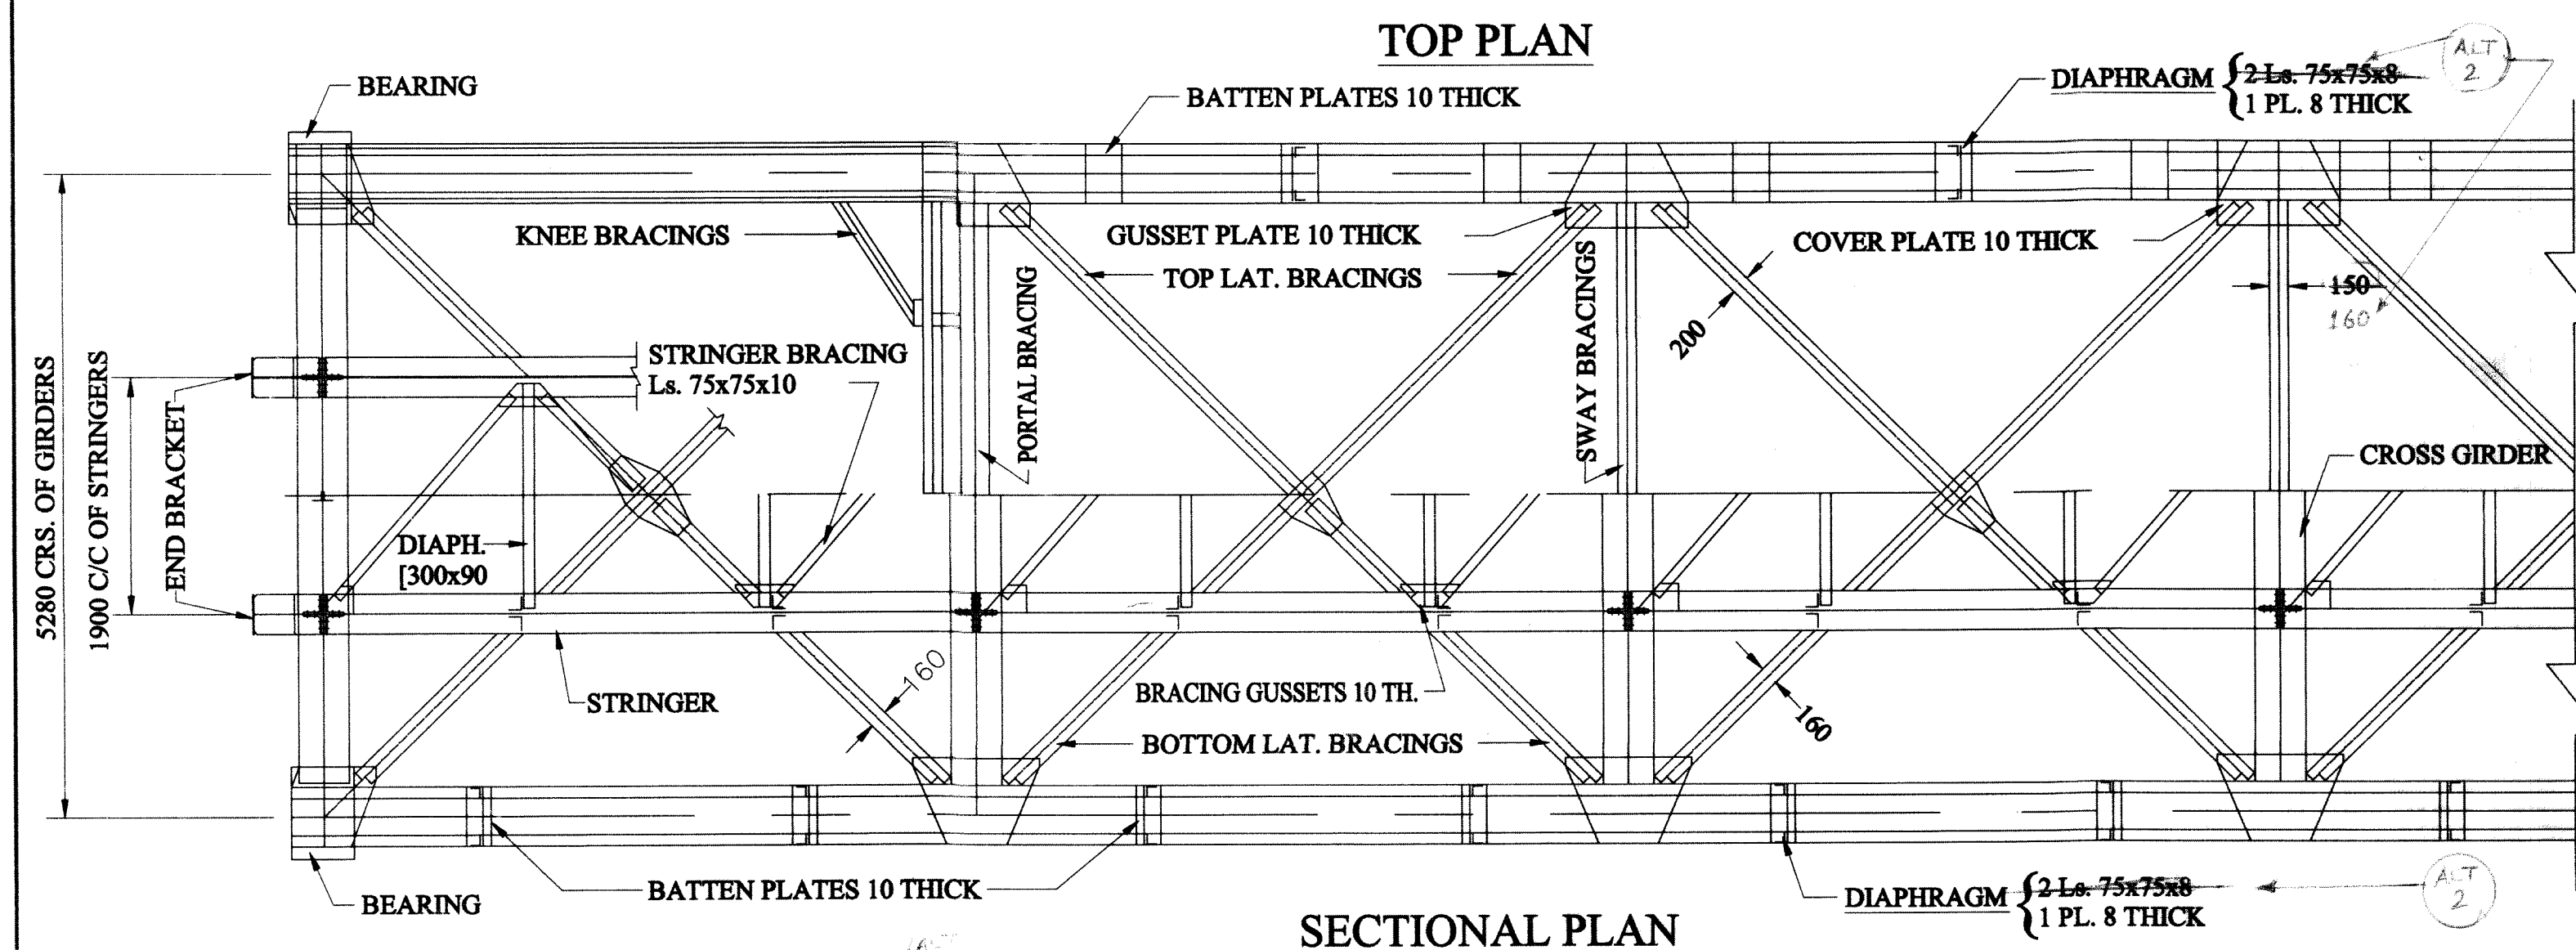 TOP PLAN
ALT
2
BEARING
BATTEN PLATES 10 THICK
DIAPHRAGM { 2 Ls. 75x75x8
1 PL. 8 THICK
KNEE BRACINGS
GUSSET PLATE 10 THICK
COVER PLATE 10 THICK
TOP LAT. BRACINGS
150
160
200
PORTAL BRACING
SWAY BRACINGS
STRINGER BRACING
Ls. 75x75x10
5280 CRS. OF GIRDERS
1900 C/C OF STRINGERS
END BRACKET
CROSS GIRDER
DIAPH.
[300x90
160
STRINGER
BRACING GUSSETS 10 TH.
160
BOTTOM LAT. BRACINGS
BATTEN PLATES 10 THICK
BEARING
DIAPHRAGM { 2 Ls. 75x75x8
1 PL. 8 THICK
ALT
2
SECTIONAL PLAN